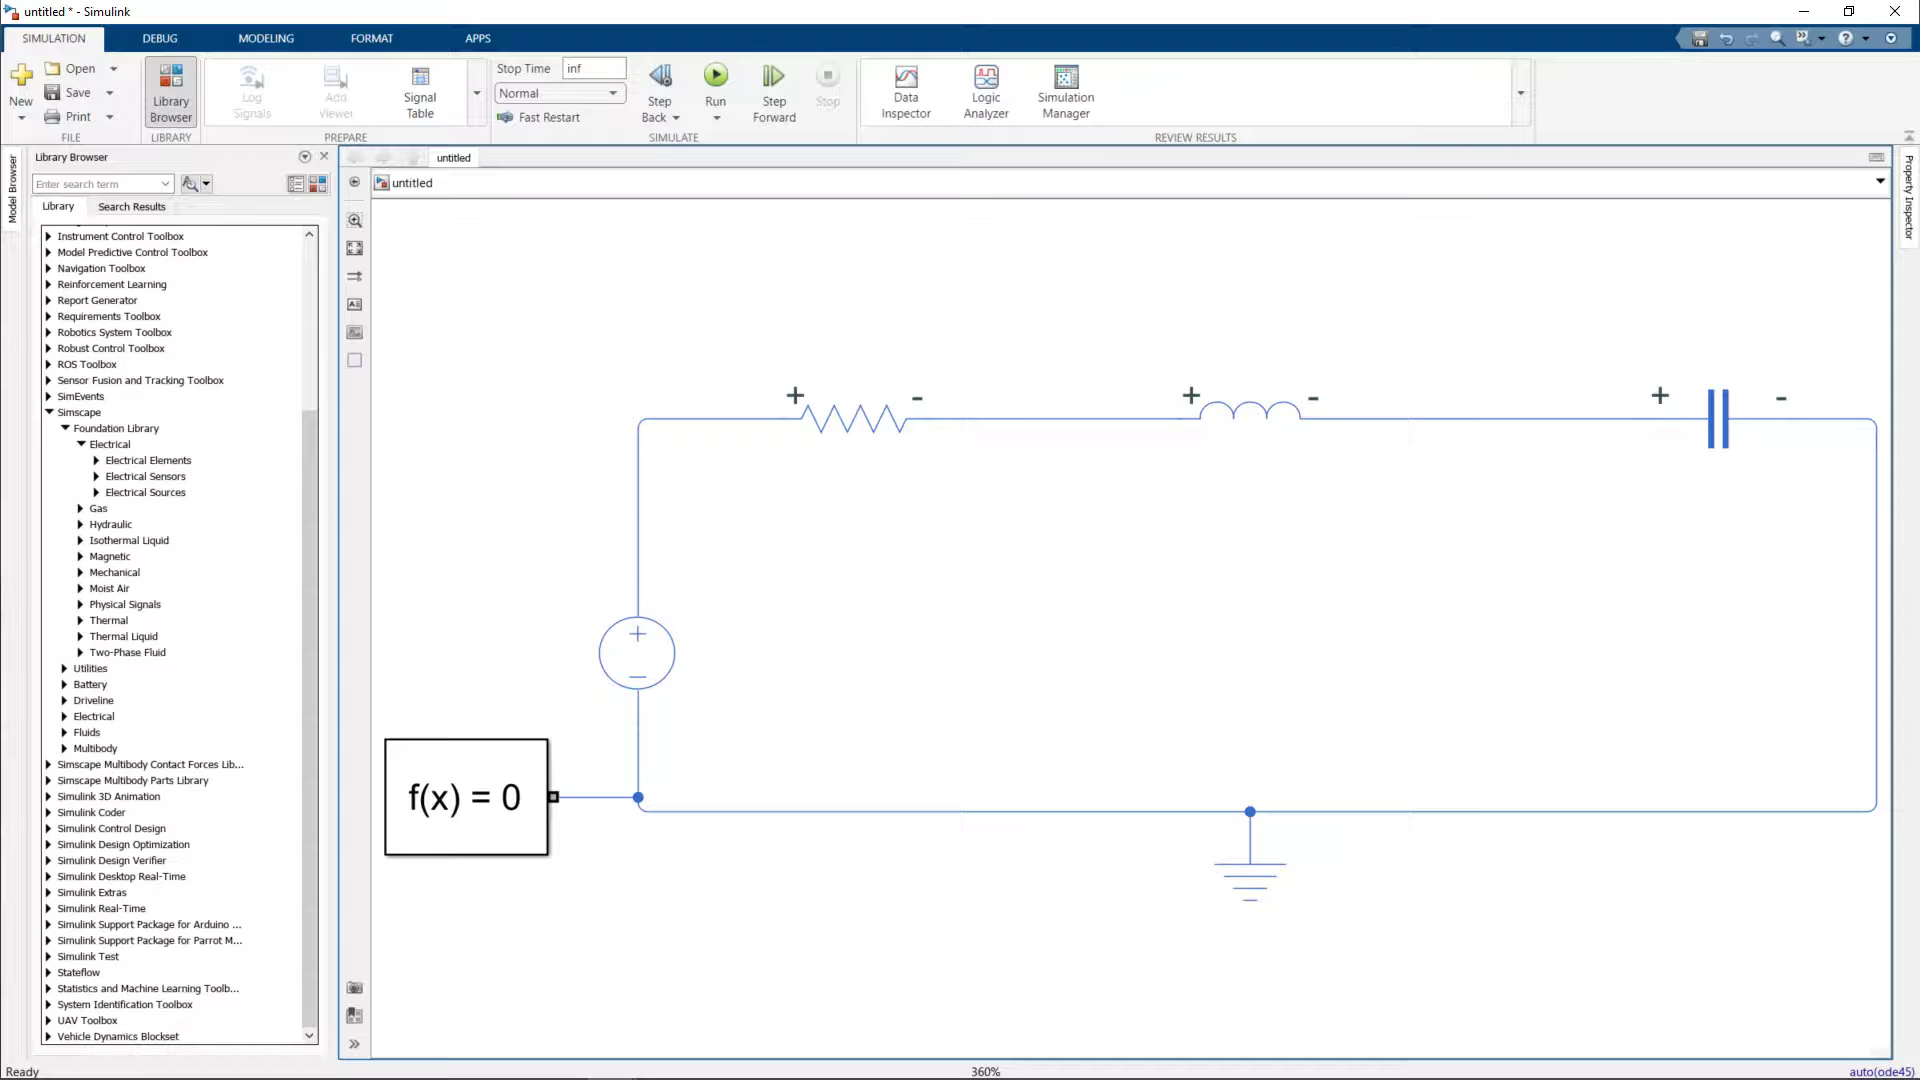 untitled * - Simulink
SIMULATION
DEBUG
MODELING
FORMAT
APPS
New
Open
Save
Print
FILE
Library
Browser
LIBRARY
Log
Signals
Add
Viewer
Signal
Table
PREPARE
Stop Time
inf
Normal
Fast Restart
Step
Back
Run
Step
Forward
Stop
SIMULATE
Data
Inspector
Logic
Analyzer
Simulation
Manager
REVIEW RESULTS
Model Browser
Library Browser
Enter search term
Library
Search Results
Instrument Control Toolbox
Model Predictive Control Toolbox
Navigation Toolbox
Reinforcement Learning
Report Generator
Requirements Toolbox
Robotics System Toolbox
Robust Control Toolbox
ROS Toolbox
Sensor Fusion and Tracking Toolbox
SimEvents
Simscape
Foundation Library
Electrical
Electrical Elements
Electrical Sensors
Electrical Sources
Gas
Hydraulic
Isothermal Liquid
Magnetic
Mechanical
Moist Air
Physical Signals
Thermal
Thermal Liquid
Two-Phase Fluid
Utilities
Battery
Driveline
Electrical
Fluids
Multibody
Simscape Multibody Contact Forces Lib...
Simscape Multibody Parts Library
Simulink 3D Animation
Simulink Coder
Simulink Control Design
Simulink Design Optimization
Simulink Design Verifier
Simulink Desktop Real-Time
Simulink Extras
Simulink Real-Time
Simulink Support Package for Arduino ...
Simulink Support Package for Parrot M...
Simulink Test
Stateflow
Statistics and Machine Learning Toolb...
System Identification Toolbox
UAV Toolbox
Vehicle Dynamics Blockset
untitled
untitled
Property Inspector
+ - + - + -
+
−
f(x) = 0
Ready
360%
auto(ode45)